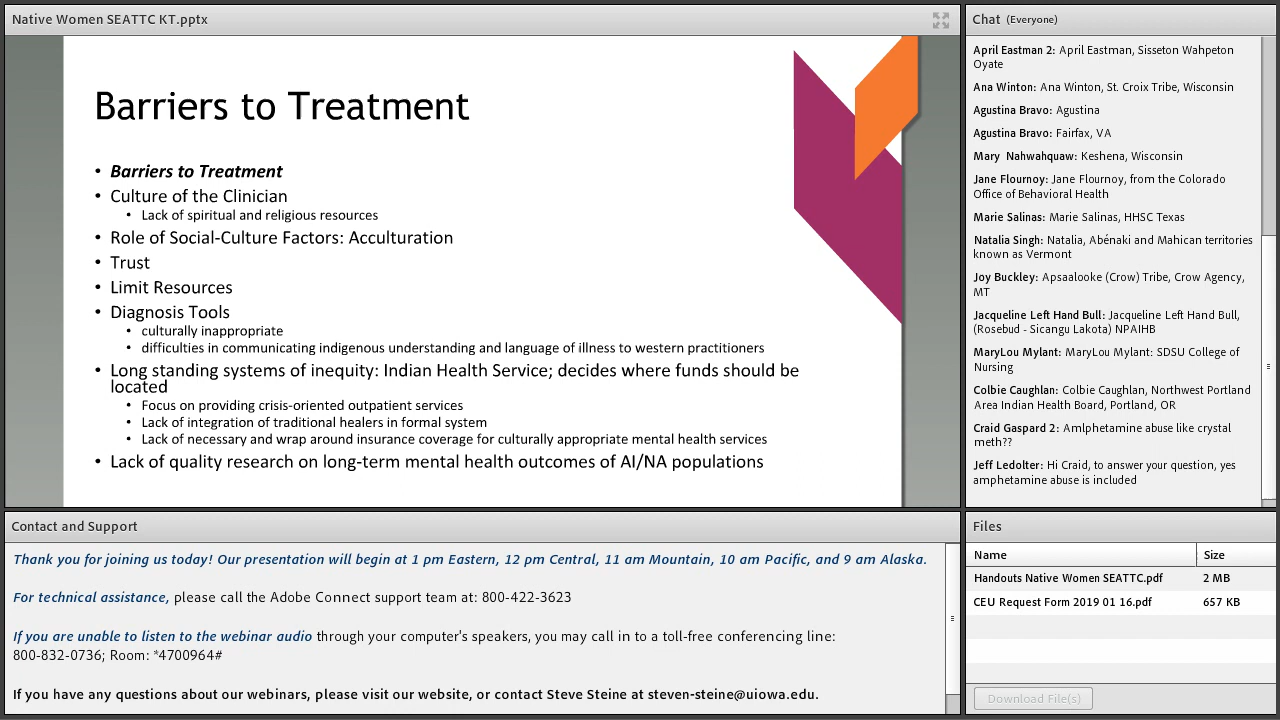 Native Women SEATTC KT.pptx
Barriers to Treatment
• Barriers to Treatment
• Culture of the Clinician
• Lack of spiritual and religious resources
• Role of Social-Culture Factors: Acculturation
• Trust
• Limit Resources
• Diagnosis Tools
• culturally inappropriate
• difficulties in communicating indigenous understanding and language of illness to western practitioners
• Long standing systems of inequity: Indian Health Service; decides where funds should be
located
• Focus on providing crisis-oriented outpatient services
• Lack of integration of traditional healers in formal system
• Lack of necessary and wrap around insurance coverage for culturally appropriate mental health services
• Lack of quality research on long-term mental health outcomes of AI/NA populations
Chat (Everyone)
April Eastman 2: April Eastman, Sisseton Wahpeton
Oyate
Ana Winton: Ana Winton, St. Croix Tribe, Wisconsin
Agustina Bravo: Agustina
Agustina Bravo: Fairfax, VA
Mary Nahwahquaw: Keshena, Wisconsin
Jane Flournoy: Jane Flournoy, from the Colorado
Office of Behavioral Health
Marie Salinas: Marie Salinas, HHSC Texas
Natalia Singh: Natalia, Abénaki and Mahican territories
known as Vermont
Joy Buckley: Apsaalooke (Crow) Tribe, Crow Agency,
MT
Jacqueline Left Hand Bull: Jacqueline Left Hand Bull,
(Rosebud - Sicangu Lakota) NPAIHB
MaryLou Mylant: MaryLou Mylant: SDSU College of
Nursing
Colbie Caughlan: Colbie Caughlan, Northwest Portland
Area Indian Health Board, Portland, OR
Craid Gaspard 2: Amlphetamine abuse like crystal
meth??
Jeff Ledolter: Hi Craid, to answer your question, yes
amphetamine abuse is included
Contact and Support
Thank you for joining us today! Our presentation will begin at 1 pm Eastern, 12 pm Central, 11 am Mountain, 10 am Pacific, and 9 am Alaska.
For technical assistance, please call the Adobe Connect support team at: 800-422-3623
If you are unable to listen to the webinar audio through your computer's speakers, you may call in to a toll-free conferencing line:
800-832-0736; Room: *4700964#
If you have any questions about our webinars, please visit our website, or contact Steve Steine at steven-steine@uiowa.edu.
Files
Name Size
Handouts Native Women SEATTC.pdf 2 MB
CEU Request Form 2019 01 16.pdf 657 KB
Download File(s)